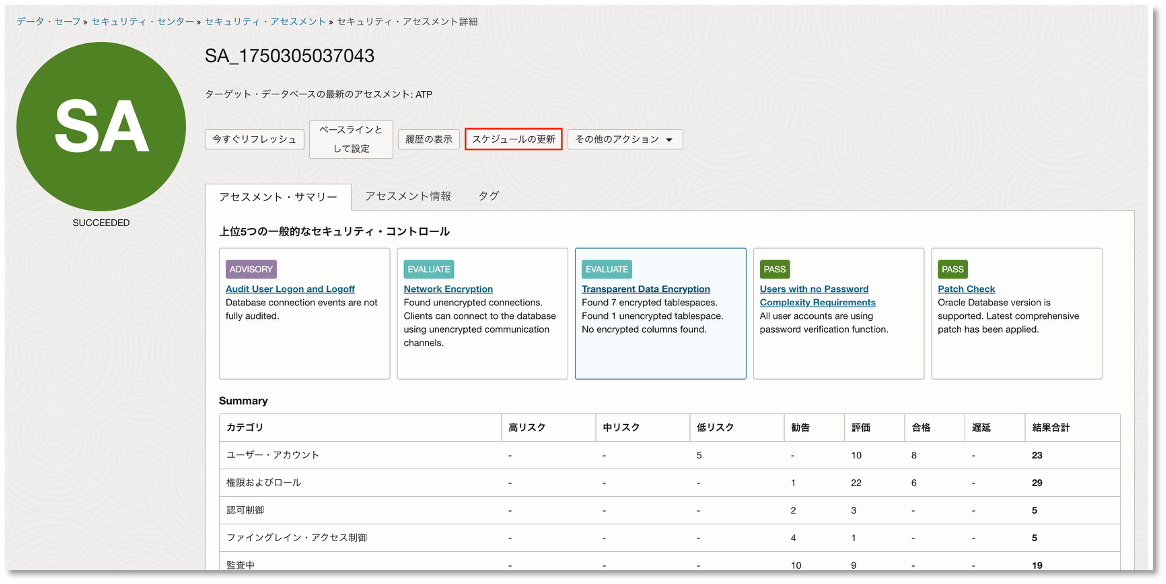 データ・セーフ » セキュリティ・センター » セキュリティ・アセスメント » セキュリティ・アセスメント詳細
SA
SUCCEEDED
SA_1750305037043
ターゲット・データベースの最新のアセスメント: ATP
今すぐリフレッシュ
ベースラインと
して設定
履歴の表示
スケジュールの更新
その他のアクション
アセスメント・サマリー アセスメント情報 タグ
上位5つの一般的なセキュリティ・コントロール
ADVISORY
Audit User Logon and Logoff
Database connection events are not
fully audited.
EVALUATE
Network Encryption
Found unencrypted connections.
Clients can connect to the database
using unencrypted communication
channels.
EVALUATE
Transparent Data Encryption
Found 7 encrypted tablespaces.
Found 1 unencrypted tablespace.
No encrypted columns found.
PASS
Users with no Password
Complexity Requirements
All user accounts are using
password verification function.
PASS
Patch Check
Oracle Database version is
supported. Latest comprehensive
patch has been applied.
Summary
カテゴリ 高リスク 中リスク 低リスク 勧告 評価 合格 遅延 結果合計
ユーザー・アカウント - - 5 - 10 8 - 23
権限およびロール - - - 1 22 6 - 29
認可制御 - - - 2 3 - - 5
ファイングレイン・アクセス制御 - - - 4 1 - - 5
監査中 - - - 10 9 - - 19